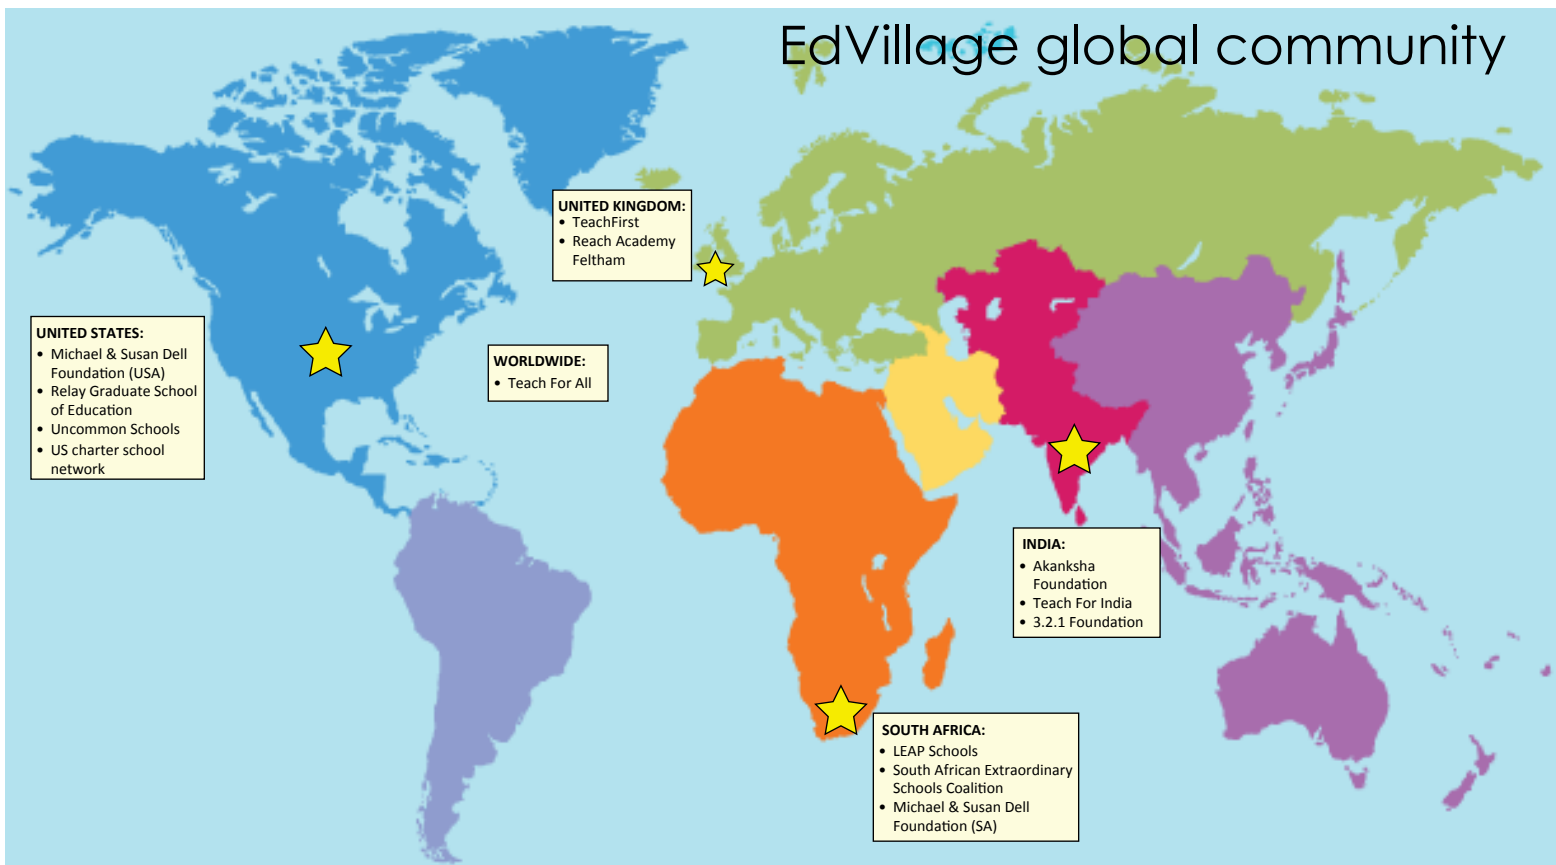 EdVillage global community
UNITED KINGDOM:
• TeachFirst
• Reach Academy
Feltham
UNITED STATES:
• Michael & Susan Dell
Foundation (USA)
• Relay Graduate School
of Education
• Uncommon Schools
• US charter school
network
WORLDWIDE:
• Teach For All
INDIA:
• Akanksha
Foundation
• Teach For India
• 3.2.1 Foundation
SOUTH AFRICA:
• LEAP Schools
• South African Extraordinary
Schools Coalition
• Michael & Susan Dell
Foundation (SA)